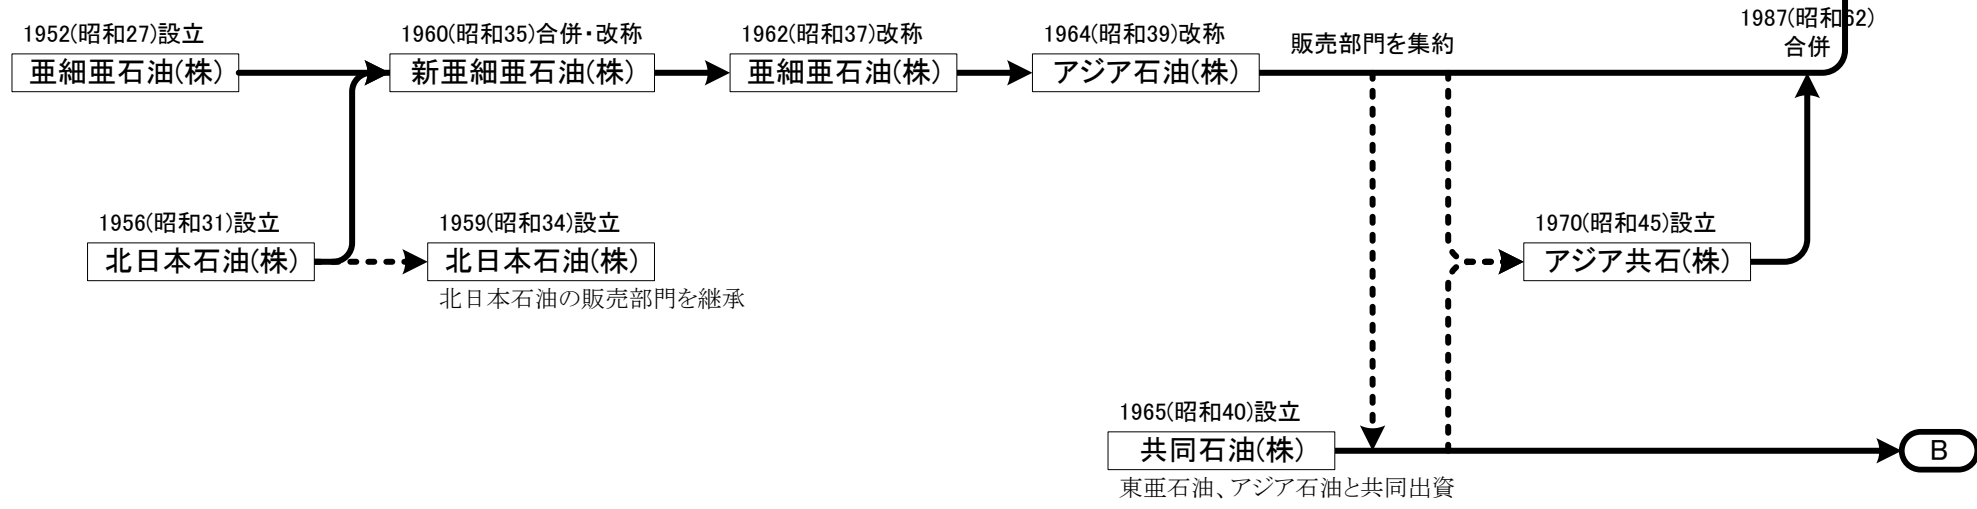 1952(昭和27)設立
亜細亜石油(株)
1960(昭和35)合併・改称
新亜細亜石油(株)
1962(昭和37)改称
亜細亜石油(株)
1964(昭和39)改称
アジア石油(株)
販売部門を集約
1987(昭和62)
合併
1956(昭和31)設立
北日本石油(株)
1959(昭和34)設立
北日本石油(株)
北日本石油の販売部門を継承
1970(昭和45)設立
アジア共石(株)
1965(昭和40)設立
共同石油(株)
東亜石油、アジア石油と共同出資
B